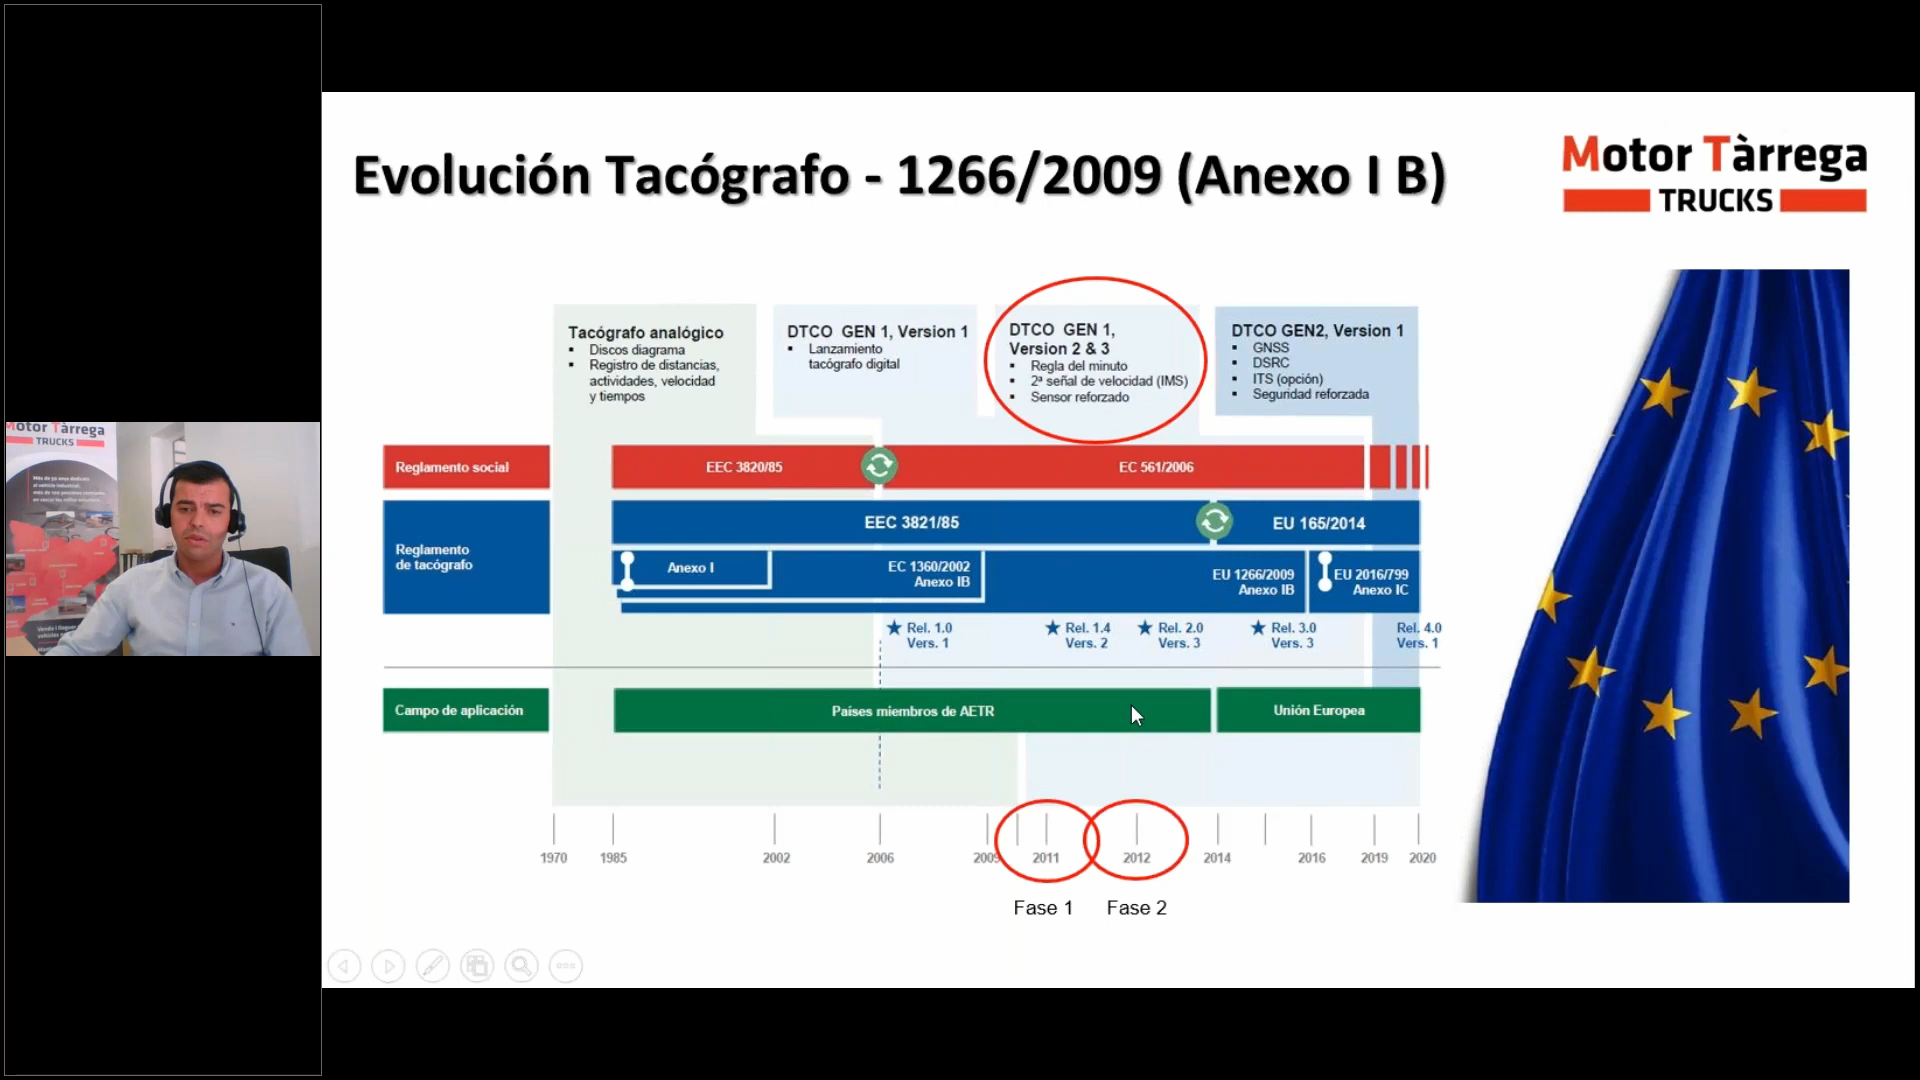 Evolución Tacógrafo - 1266/2009 (Anexo I B)
Motor Tàrrega
TRUCKS
Tacógrafo analógico
▪ Discos diagrama
▪ Registro de distancias,
actividades, velocidad
y tiempos
DTCO GEN 1, Version 1
▪ Lanzamiento
tacógrafo digital
DTCO GEN 1,
Version 2 & 3
▪ Regla del minuto
▪ 2ª señal de velocidad (IMS)
▪ Sensor reforzado
DTCO GEN2, Version 1
▪ GNSS
▪ DSRC
▪ ITS (opción)
▪ Seguridad reforzada
Reglamento social
EEC 3820/85
EC 561/2006
Reglamento
de tacógrafo
EEC 3821/85
EU 165/2014
Anexo I
EC 1360/2002
Anexo IB
EU 1266/2009
Anexo IB
EU 2016/799
Anexo IC
Rel. 1.0
Vers. 1
Rel. 1.4
Vers. 2
Rel. 2.0
Vers. 3
Rel. 3.0
Vers. 3
Rel. 4.0
Vers. 1
Campo de aplicación
Países miembros de AETR
Unión Europea
1970 1985 2002 2006 2009 2011 2012 2014 2016 2019 2020
Fase 1 Fase 2
Motor Tàrrega
TRUCKS